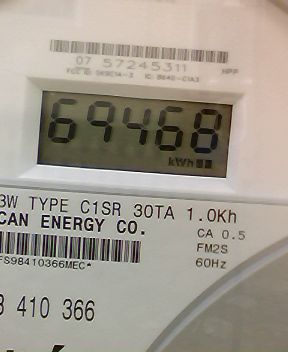 07 57245311
69468
kWh
3W TYPE C1SR 30TA 1.0Kh
CAN ENERGY CO.
CA 0.5
FM2S
60Hz
FS98410366MEC*
3 410 366